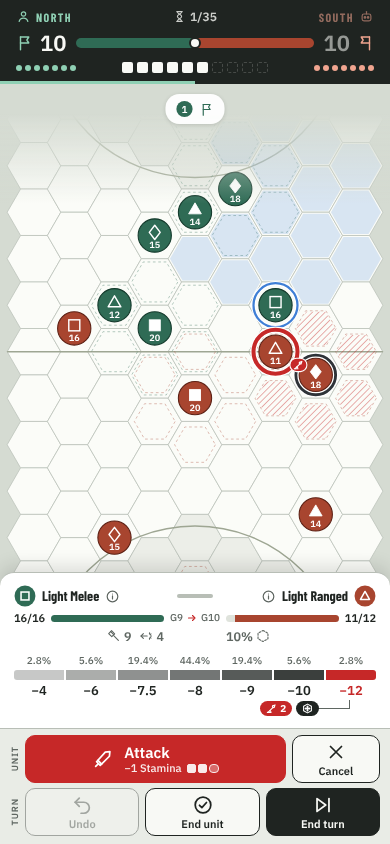 NORTH
1/35
SOUTH
10
10
1
18
14
15
12
16
16
20
11
18
20
14
15
Light Melee
Light Ranged
16/16
G9 → G10
11/12
9
4
10%
2.8% 5.6% 19.4% 44.4% 19.4% 5.6% 2.8%
–4 –6 –7.5 –8 –9 –10 –12
2
UNIT
Attack
–1 Stamina
Cancel
TURN
Undo
End unit
End turn